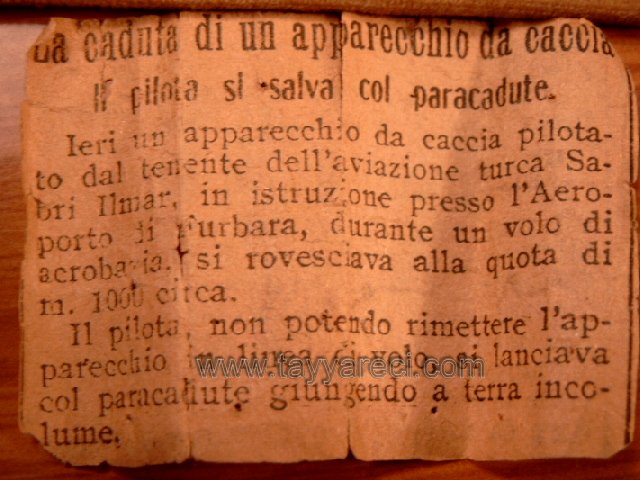 La caduta di un apparecchio da caccia
Il pilota si salva col paracadute.
Ieri un apparecchio da caccia pilota-
to dal tenente dell'aviazione turca Sa-
bri Ilmar, in istruzione presso l'Aero-
porto di Furbara, durante un volo di
acrobazia, si rovesciava alla quota di
m. 1000 circa.
Il pilota, non potendo rimettere l'ap-
parecchio in linea di volo, si lanciava
www.tayyareci.com
col paracadute giungendo a terra inco-
lume.